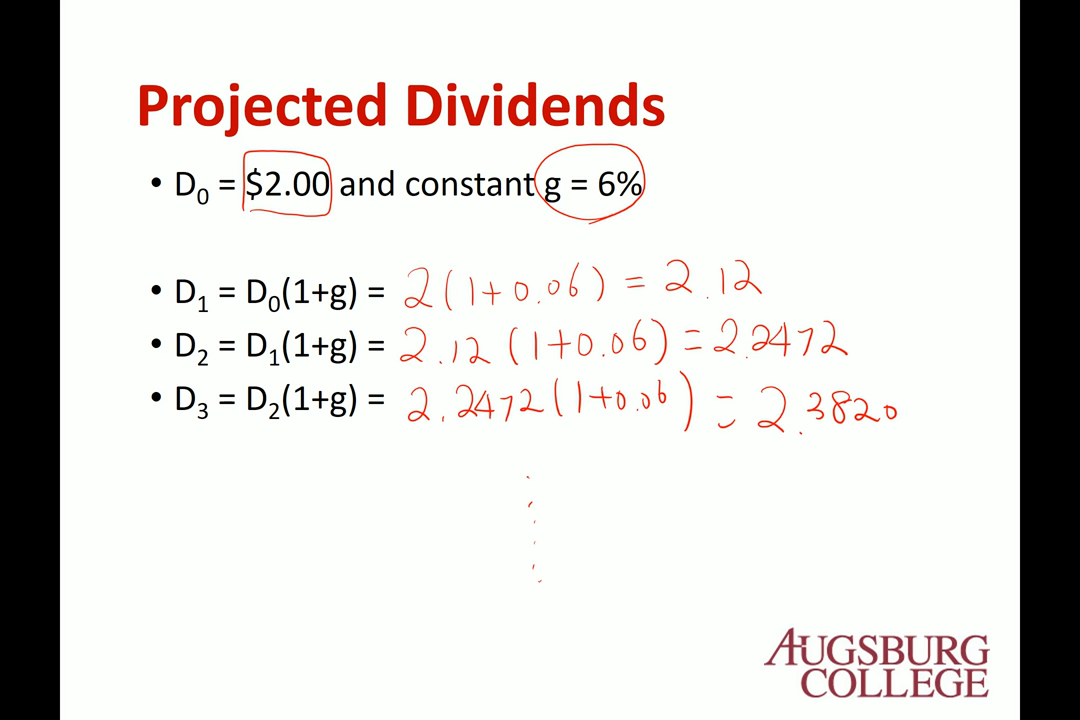 Projected Dividends
• D₀ = $2.00 and constant g = 6%
• D₁ = D₀(1+g) = 2(1+0.06) = 2.12
• D₂ = D₁(1+g) = 2.12(1+0.06) = 2.2472
• D₃ = D₂(1+g) = 2.2472(1+0.06) = 2.3820
AUGSBURG
COLLEGE